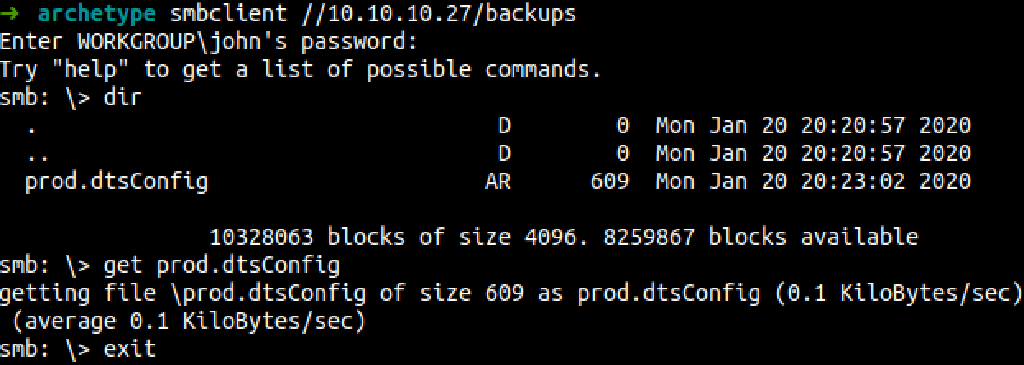 → archetype smbclient //10.10.10.27/backups
Enter WORKGROUP\john's password:
Try "help" to get a list of possible commands.
smb: \> dir
. D 0 Mon Jan 20 20:20:57 2020
.. D 0 Mon Jan 20 20:20:57 2020
prod.dtsConfig AR 609 Mon Jan 20 20:23:02 2020
10328063 blocks of size 4096. 8259867 blocks available
smb: \> get prod.dtsConfig
getting file \prod.dtsConfig of size 609 as prod.dtsConfig (0.1 KiloBytes/sec)
(average 0.1 KiloBytes/sec)
smb: \> exit